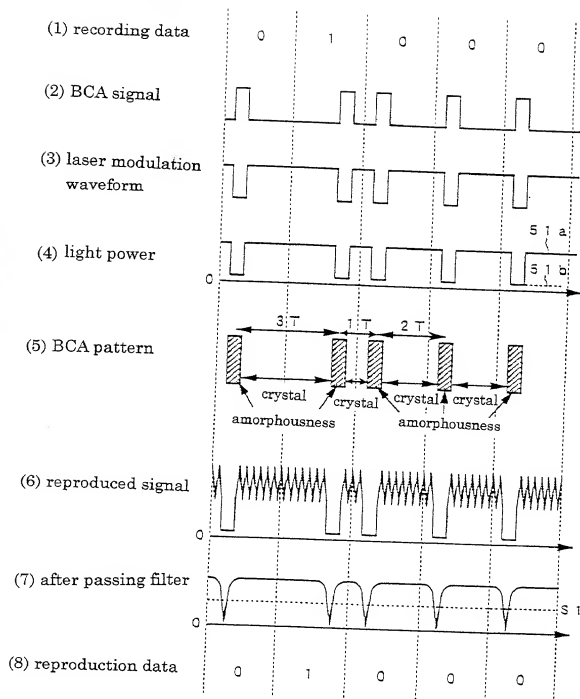 (1) recording data
0 1 0 0 0
(2) BCA signal
(3) laser modulation
waveform
51a
(4) light power
51b
0
3T 1T 2T
(5) BCA pattern
crystal crystal crystal crystal
amorphousness amorphousness
(6) reproduced signal
0
(7) after passing filter
S1
0
(8) reproduction data
0 1 0 0 0